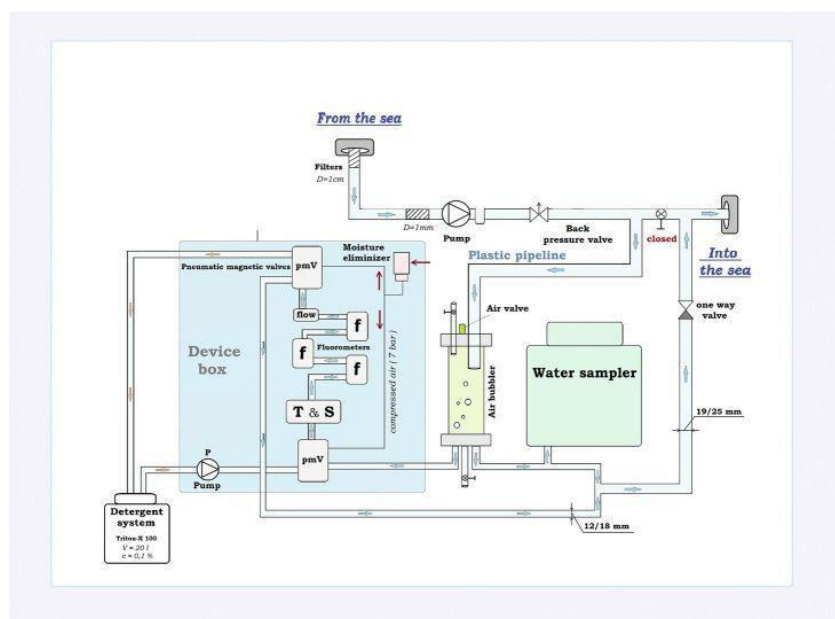 From the sea
Filters
D=1cm
D=1mm
Pump
Back
pressure valve
closed
Into
the sea
Plastic pipeline
Moisture
eliminizer
Pneumatic magnetic valves
pmV
flow
f
Fluorometers
f
f
compressed air ( 7 bar )
Device
box
T & S
pmV
P
Pump
Air valve
Air bubbler
Water sampler
one way
valve
19/25 mm
12/18 mm
Detergent
system
Triton-X 100
V = 20 l
c = 0,1 %